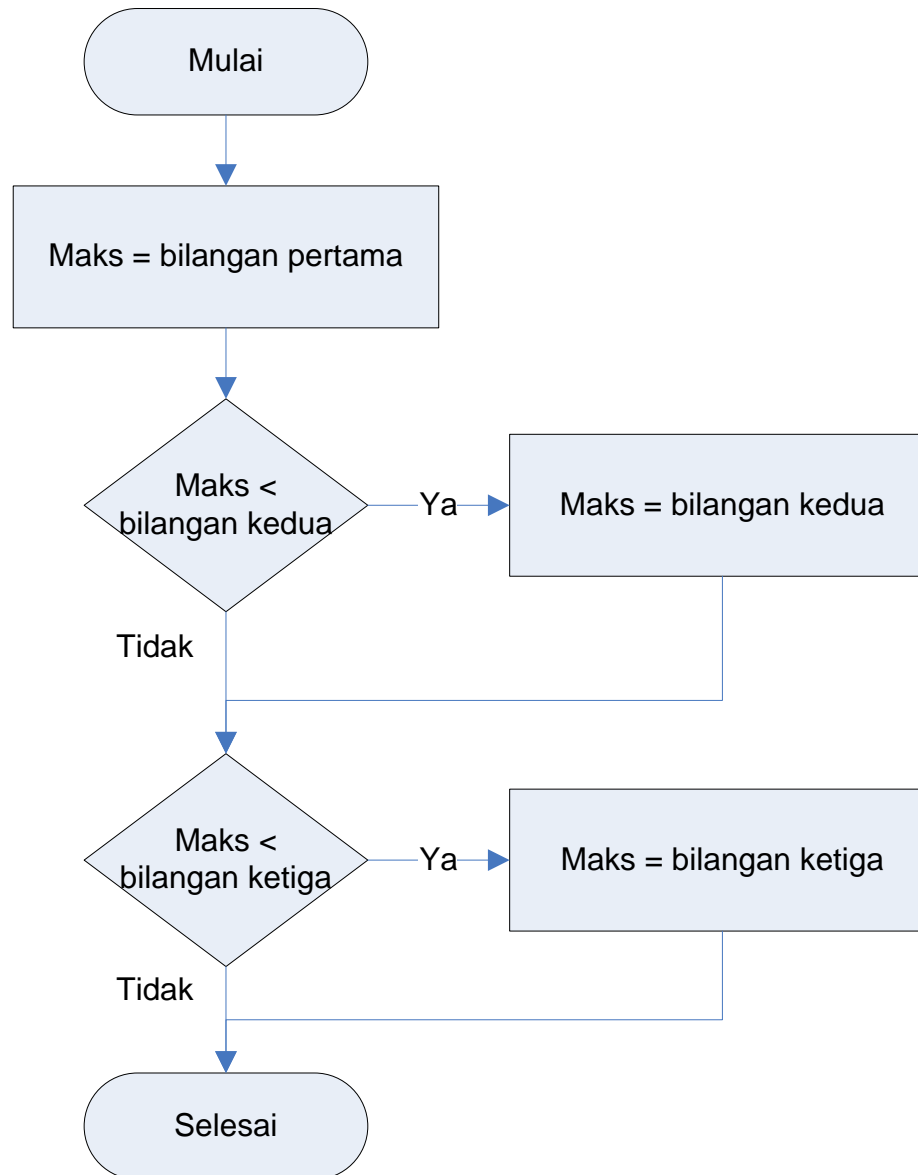 Mulai
Maks = bilangan pertama
Maks <
bilangan kedua
Ya
Maks = bilangan kedua
Tidak
Maks <
bilangan ketiga
Ya
Maks = bilangan ketiga
Tidak
Selesai